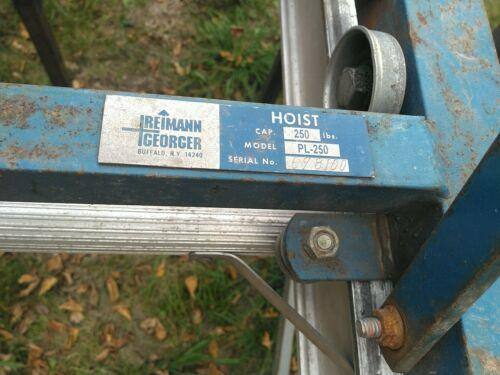 REIMANN
GEORGER
BUFFALO, N.Y. 14240
HOIST
CAP. 250 lbs.
MODEL PL-250
SERIAL No.